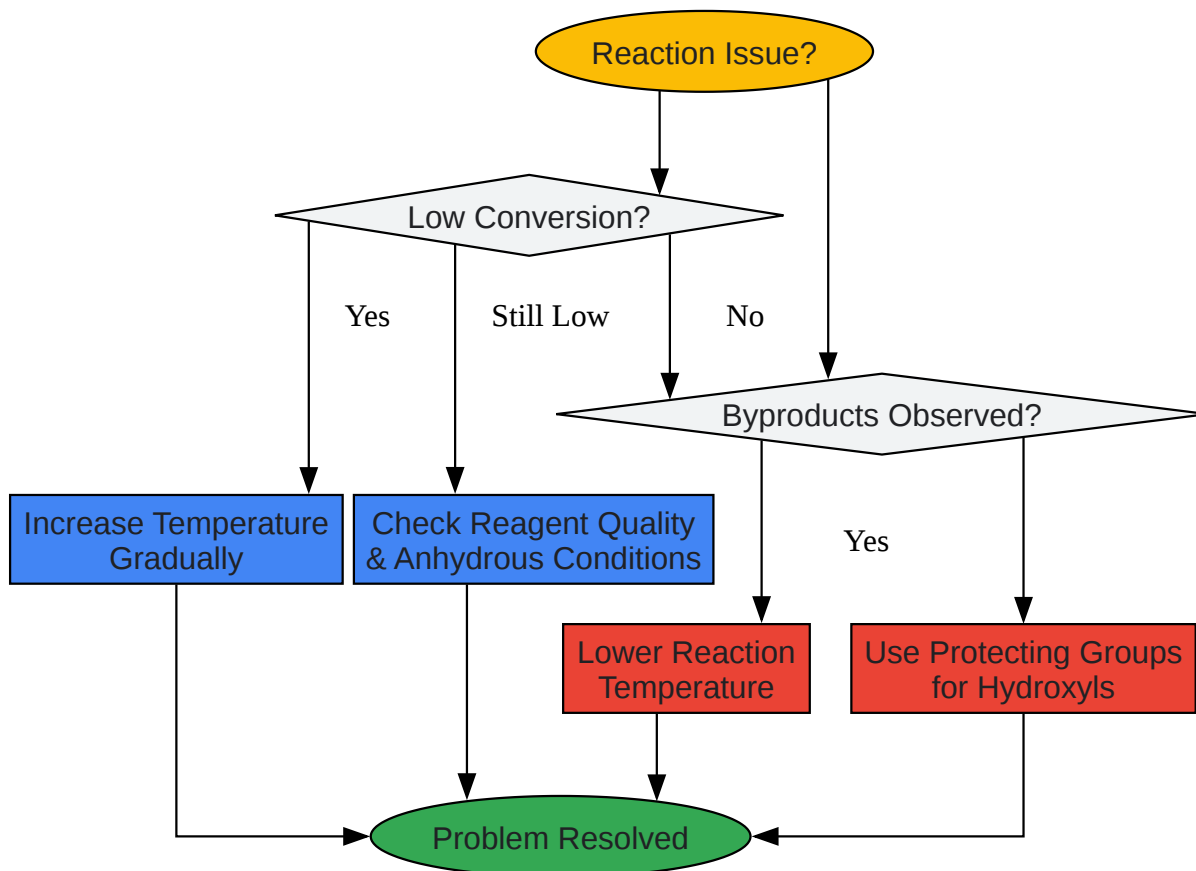 Reaction Issue?
Low Conversion?
Yes
Still Low
No
Byproducts Observed?
Increase Temperature
Gradually
Check Reagent Quality
& Anhydrous Conditions
Yes
Lower Reaction
Temperature
Use Protecting Groups
for Hydroxyls
Problem Resolved